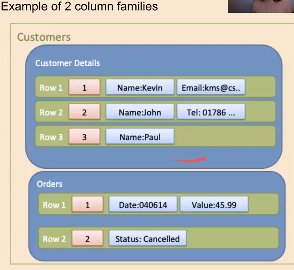 Example of 2 column families
Customers
Customer Details
Row 1 1 Name:Kevin Email:kms@cs..
Row 2 2 Name:John Tel: 01786 ...
Row 3 3 Name:Paul
Orders
Row 1 1 Date:040614 Value:45.99
Row 2 2 Status: Cancelled